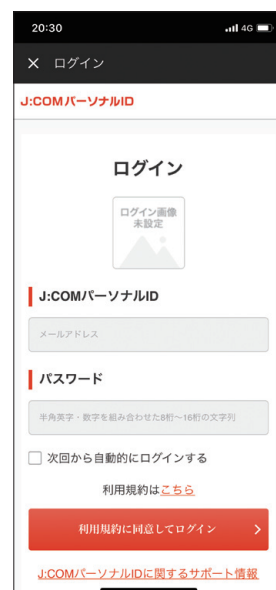 20:30
4G
× ログイン
J:COMパーソナルID
ログイン
ログイン画像
未設定
J:COMパーソナルID
メールアドレス
パスワード
半角英字・数字を組み合わせた8桁～16桁の文字列
次回から自動的にログインする
利用規約はこちら
利用規約に同意してログイン >
J:COMパーソナルIDに関するサポート情報